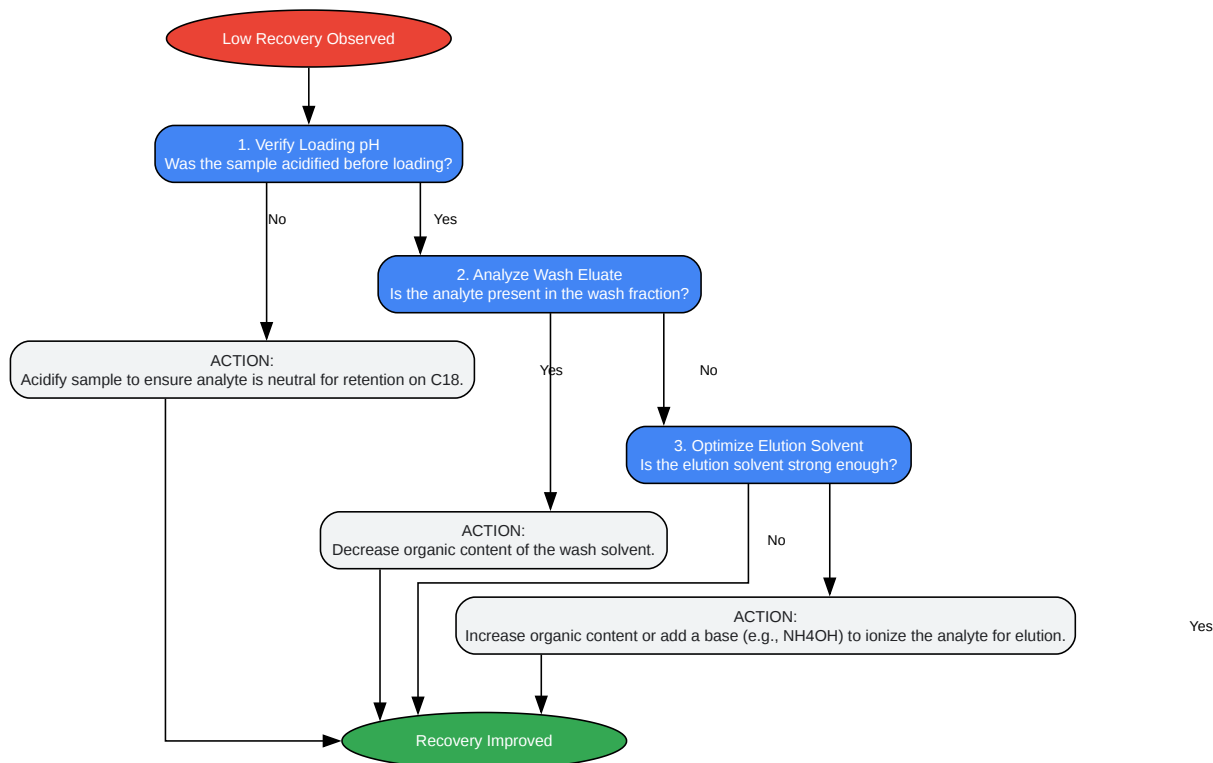 Low Recovery Observed
1. Verify Loading pH
Was the sample acidified before loading?
No
Yes
2. Analyze Wash Eluate
Is the analyte present in the wash fraction?
ACTION:
Acidify sample to ensure analyte is neutral for retention on C18.
Yes
No
3. Optimize Elution Solvent
Is the elution solvent strong enough?
ACTION:
Decrease organic content of the wash solvent.
No
ACTION:
Increase organic content or add a base (e.g., NH4OH) to ionize the analyte for elution.
Yes
Recovery Improved